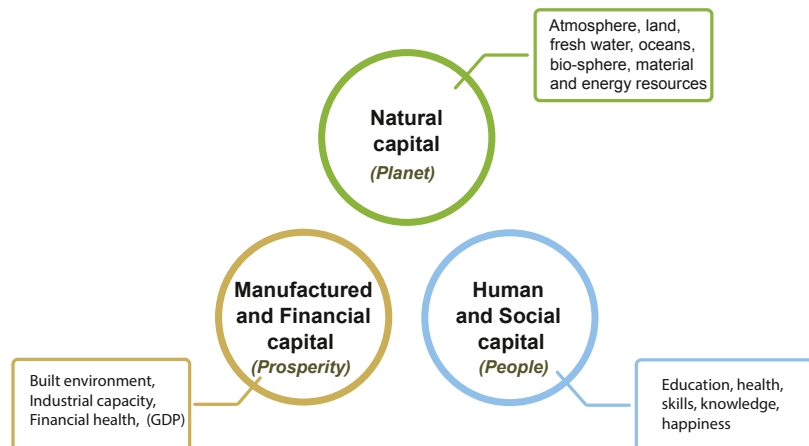 Atmosphere, land,
fresh water, oceans,
bio-sphere, material
and energy resources
Natural
capital
(Planet)
Manufactured
and Financial
capital
(Prosperity)
Human
and Social
capital
(People)
Built environment,
Industrial capacity,
Financial health, (GDP)
Education, health,
skills, knowledge,
happiness